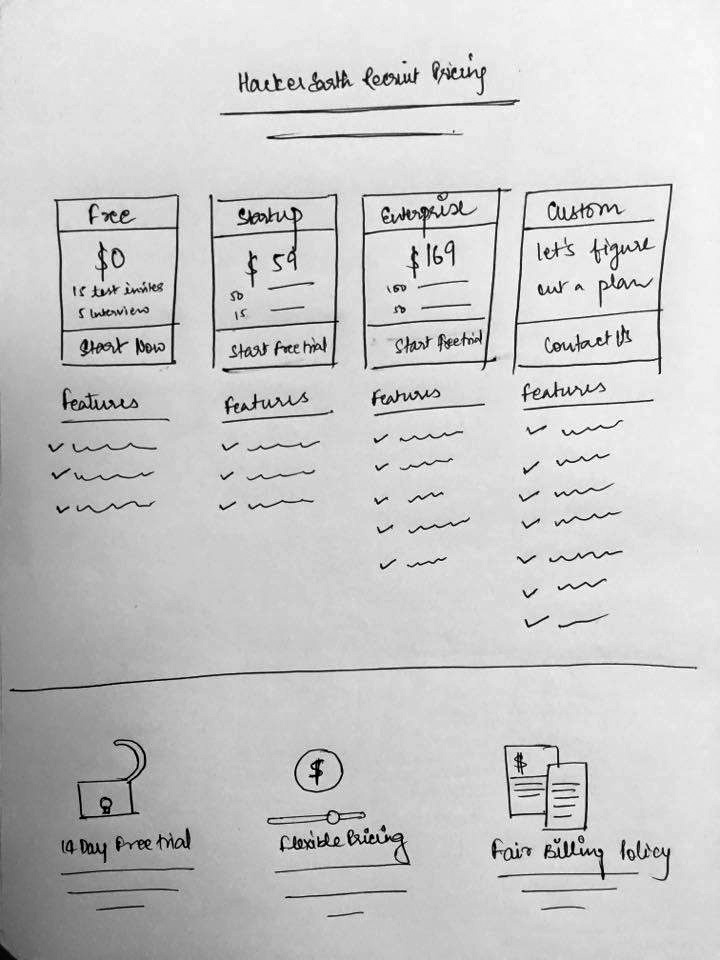 HackerEarth Recruit Pricing
Free
$0
15 test invites
5 Interview
Start Now
Startup
$ 59
50
15
Start free trial
Enterprise
$169
100
50
Start free trial
Custom
let's figure
out a plan
Contact Us
Features
Features
Features
Features
$
$
14 Day Free trial
Flexible Pricing
Fair Billing Policy